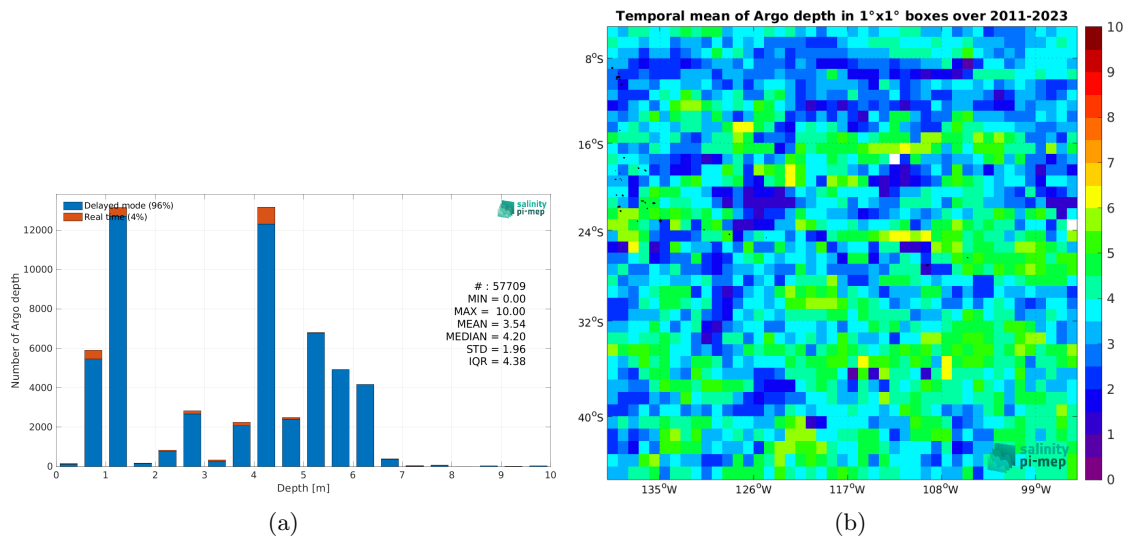 Delayed mode (96%)
Real time (4%)
salinity
pi-mep
12000
10000
8000
6000
4000
2000
0
Number of Argo depth
# : 57709
MIN = 0.00
MAX = 10.00
MEAN = 3.54
MEDIAN = 4.20
STD = 1.96
IQR = 4.38
0 1 2 3 4 5 6 7 8 9 10
Depth [m]
(a)
Temporal mean of Argo depth in 1°x1° boxes over 2011-2023
8°S
16°S
24°S
32°S
40°S
135°W 126°W 117°W 108°W 99°W
salinity
pi-mep
10
9
8
7
6
5
4
3
2
1
0
(b)